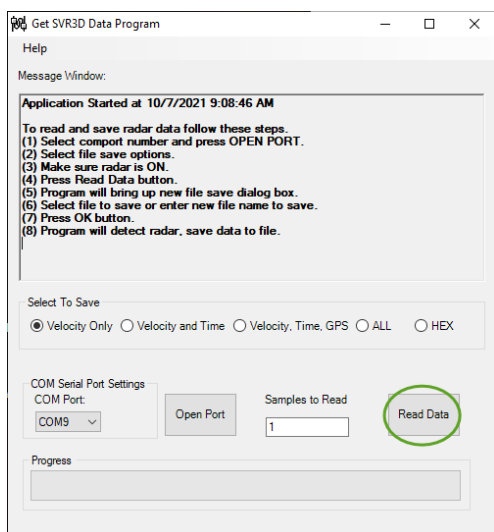 Get SVR3D Data Program
Help
Message Window:
Application Started at 10/7/2021 9:08:46 AM
To read and save radar data follow these steps.
(1) Select comport number and press OPEN PORT.
(2) Select file save options.
(3) Make sure radar is ON.
(4) Press Read Data button.
(5) Program will bring up new file save dialog box.
(6) Select file to save or enter new file name to save.
(7) Press OK button.
(8) Program will detect radar, save data to file.
Select To Save
Velocity Only Velocity and Time Velocity, Time, GPS ALL HEX
COM Serial Port Settings
COM Port:
COM9
Open Port
Samples to Read
1
Read Data
Progress